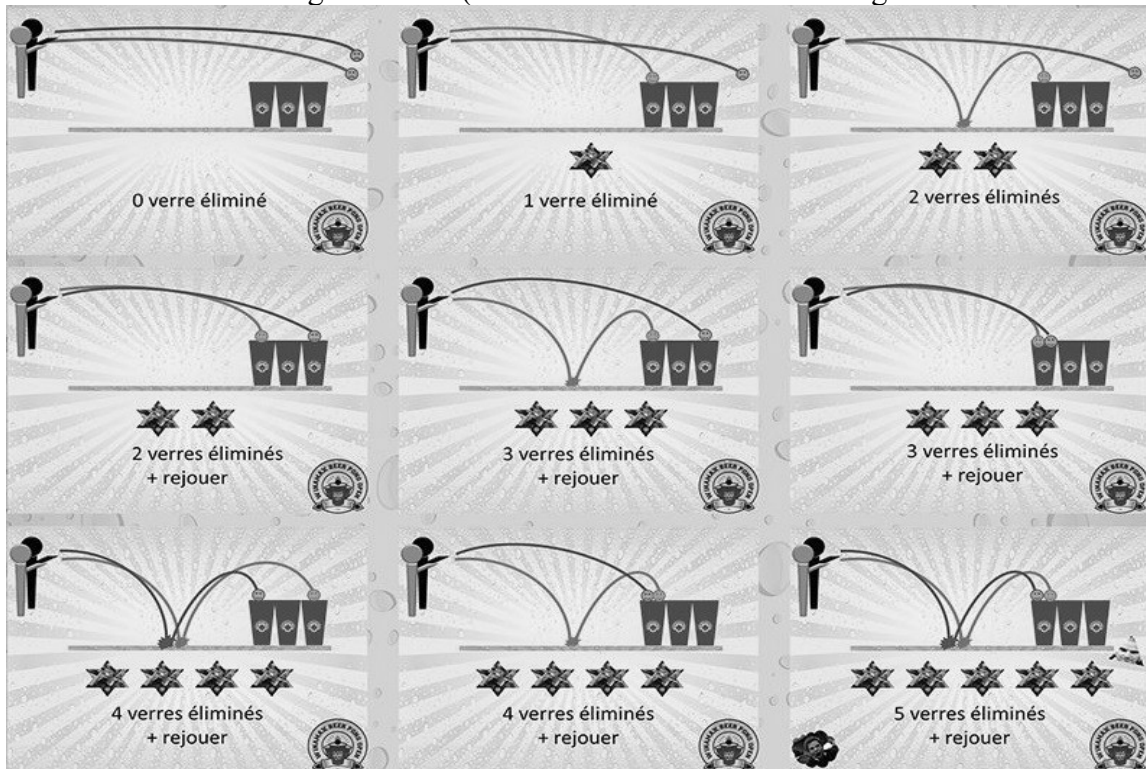 0 verre éliminé
1 verre éliminé
2 verres éliminés
2 verres éliminés
+ rejouer
3 verres éliminés
+ rejouer
3 verres éliminés
+ rejouer
4 verres éliminés
+ rejouer
4 verres éliminés
+ rejouer
5 verres éliminés
+ rejouer